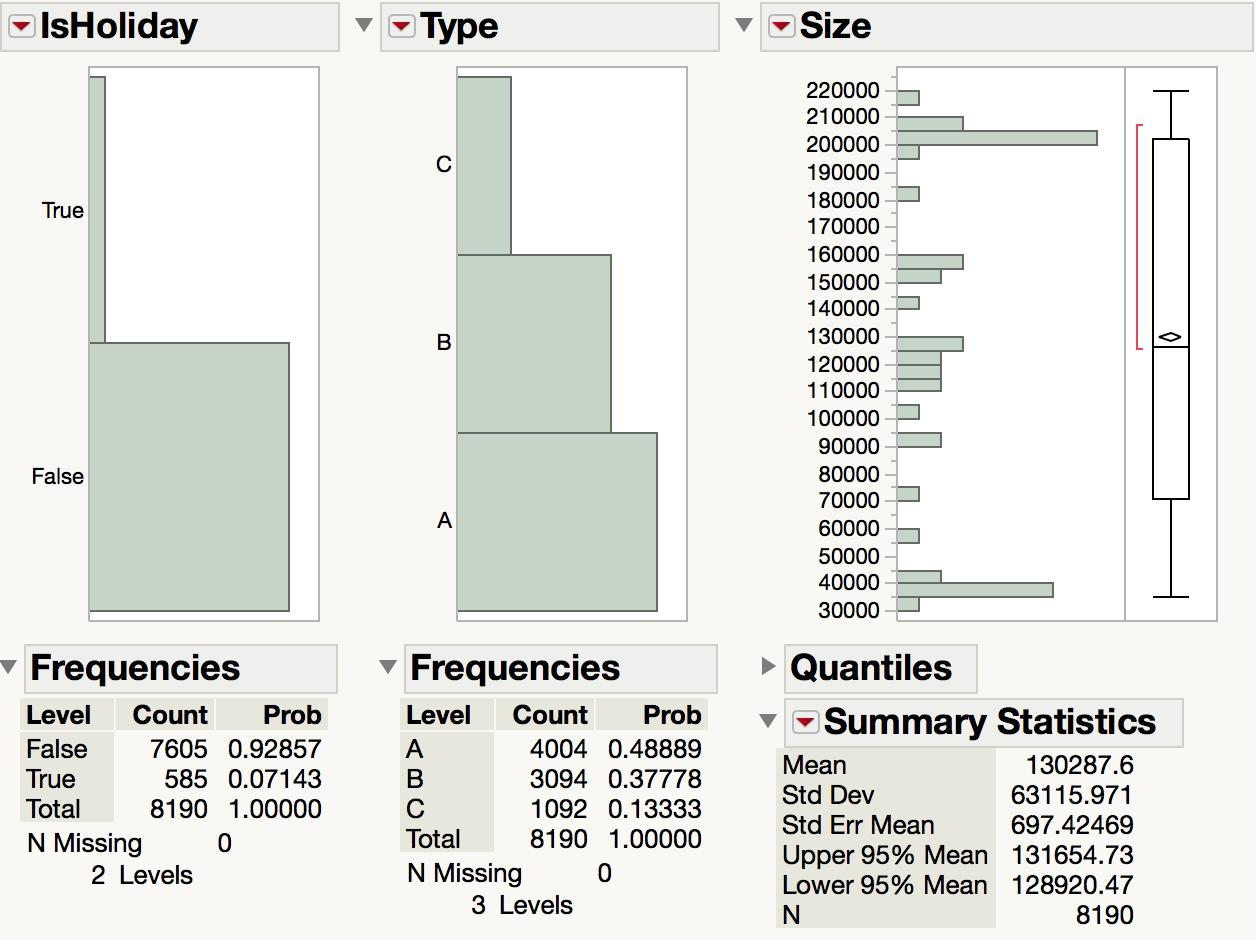 IsHoliday
True
False
Frequencies
Level Count Prob
False 7605 0.92857
True 585 0.07143
Total 8190 1.00000
N Missing 0
2 Levels
Type
C
B
A
Frequencies
Level Count Prob
A 4004 0.48889
B 3094 0.37778
C 1092 0.13333
Total 8190 1.00000
N Missing 0
3 Levels
Size
220000
210000
200000
190000
180000
170000
160000
150000
140000
130000
120000
110000
100000
90000
80000
70000
60000
50000
40000
30000
Quantiles
Summary Statistics
Mean 130287.6
Std Dev 63115.971
Std Err Mean 697.42469
Upper 95% Mean 131654.73
Lower 95% Mean 128920.47
N 8190